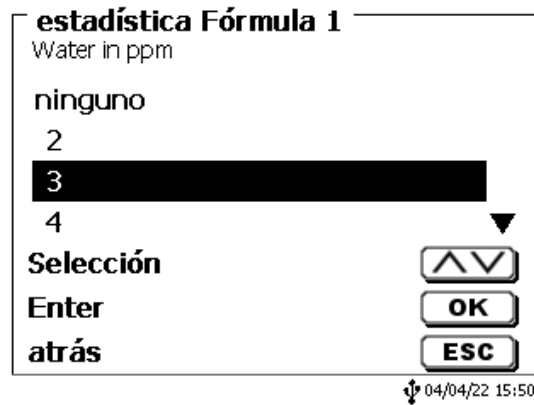 estadística Fórmula 1
Water in ppm
ninguno
2
3
4
Selección
Enter OK
atrás ESC
04/04/22 15:50